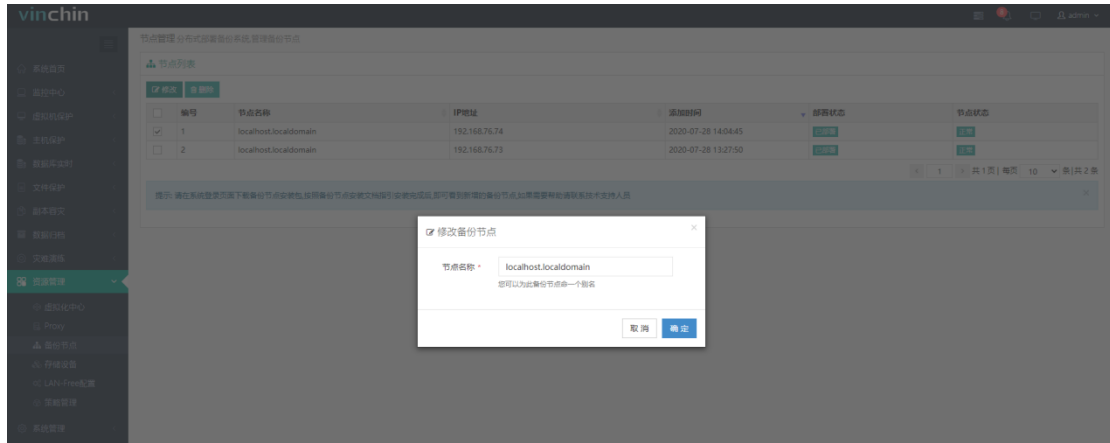 vinchin
admin
节点管理 分布式部署备份系统,管理备份节点
系统首页
节点列表
监控中心
修改 删除
虚拟机保护
编号 节点名称 IP地址 添加时间 部署状态 节点状态
主机保护
1 localhost.localdomain 192.168.76.74 2020-07-28 14:04:45 已部署 正常
2 localhost.localdomain 192.168.76.73 2020-07-28 13:27:50 已部署 正常
数据库实时
文件保护
1 共1页| 每页 10 条|共2条
提示: 请在系统登录页面下载备份节点安装包,按照备份节点安装文档指引安装完成后,即可看到新增的备份节点,如果需要帮助请联系技术支持人员
副本容灾
数据归档
灾难演练
资源管理
虚拟化中心
Proxy
备份节点
存储设备
LAN-Free配置
策略管理
系统管理
修改备份节点
节点名称 * localhost.localdomain
您可以为此备份节点命一个别名
取消 确定